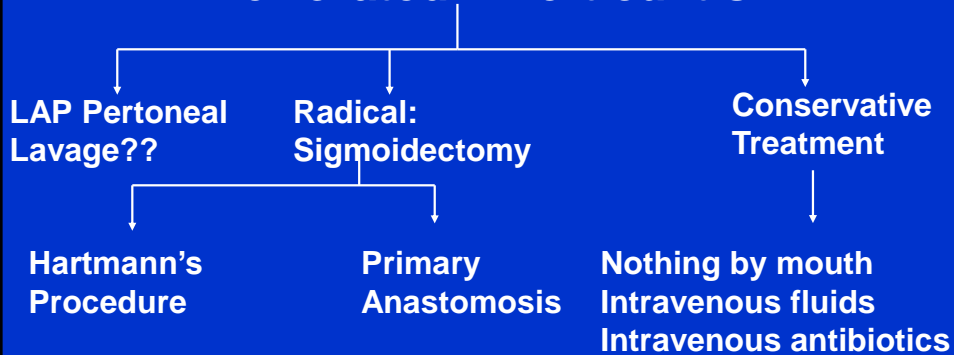 LAP Pertoneal
Lavage??
Radical:
Sigmoidectomy
Conservative
Treatment
Hartmann's
Procedure
Primary
Anastomosis
Nothing by mouth
Intravenous fluids
Intravenous antibiotics